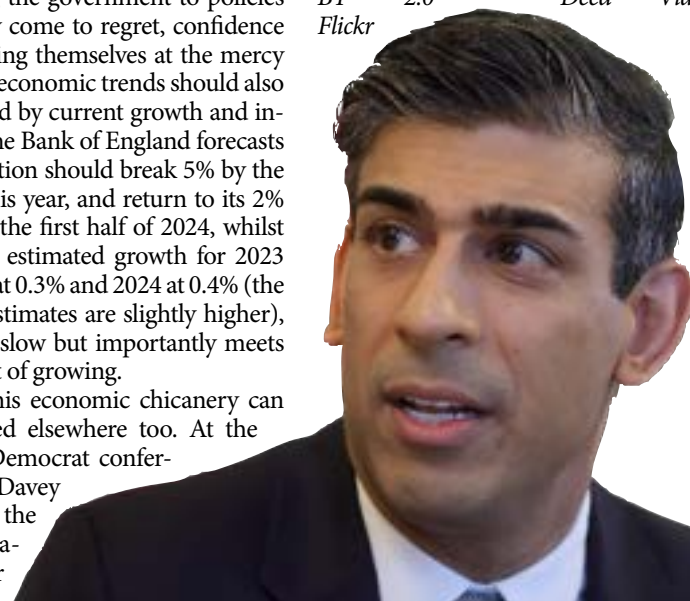 the government to policies
come to regret, confidence
ing themselves at the mercy
economic trends should also
d by current growth and in-
ne Bank of England forecasts
tion should break 5% by the
is year, and return to its 2%
the first half of 2024, whilst
estimated growth for 2023
at 0.3% and 2024 at 0.4% (the
stimates are slightly higher),
slow but importantly meets
t of growing.
his economic chicanery can
ed elsewhere too. At the
Democrat confer-
Davey
the
a-
r
BY 2.0 Deed Via
Flickr